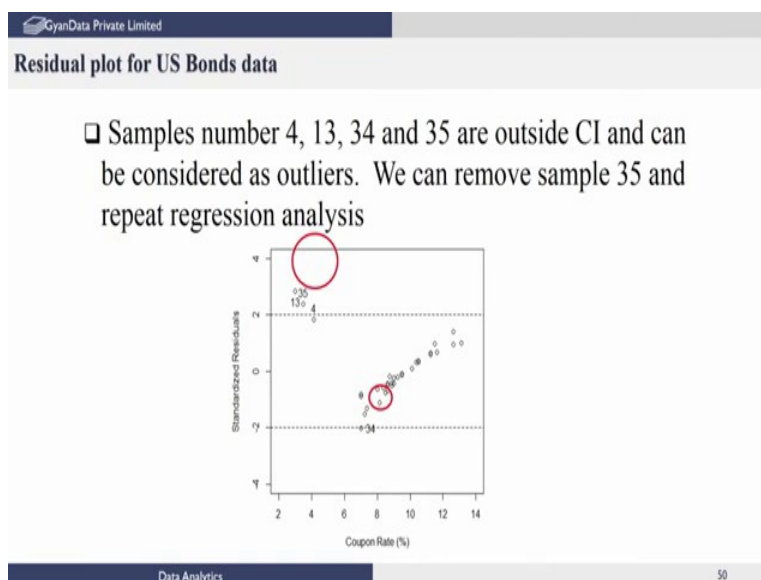 GyanData Private Limited
Residual plot for US Bonds data
❑ Samples number 4, 13, 34 and 35 are outside CI and can
be considered as outliers. We can remove sample 35 and
repeat regression analysis
4
35
13
4
2
Standardized Residuals
0
-2
34
-4
2 4 6 8 10 12 14
Coupon Rate (%)
Data Analytics
50